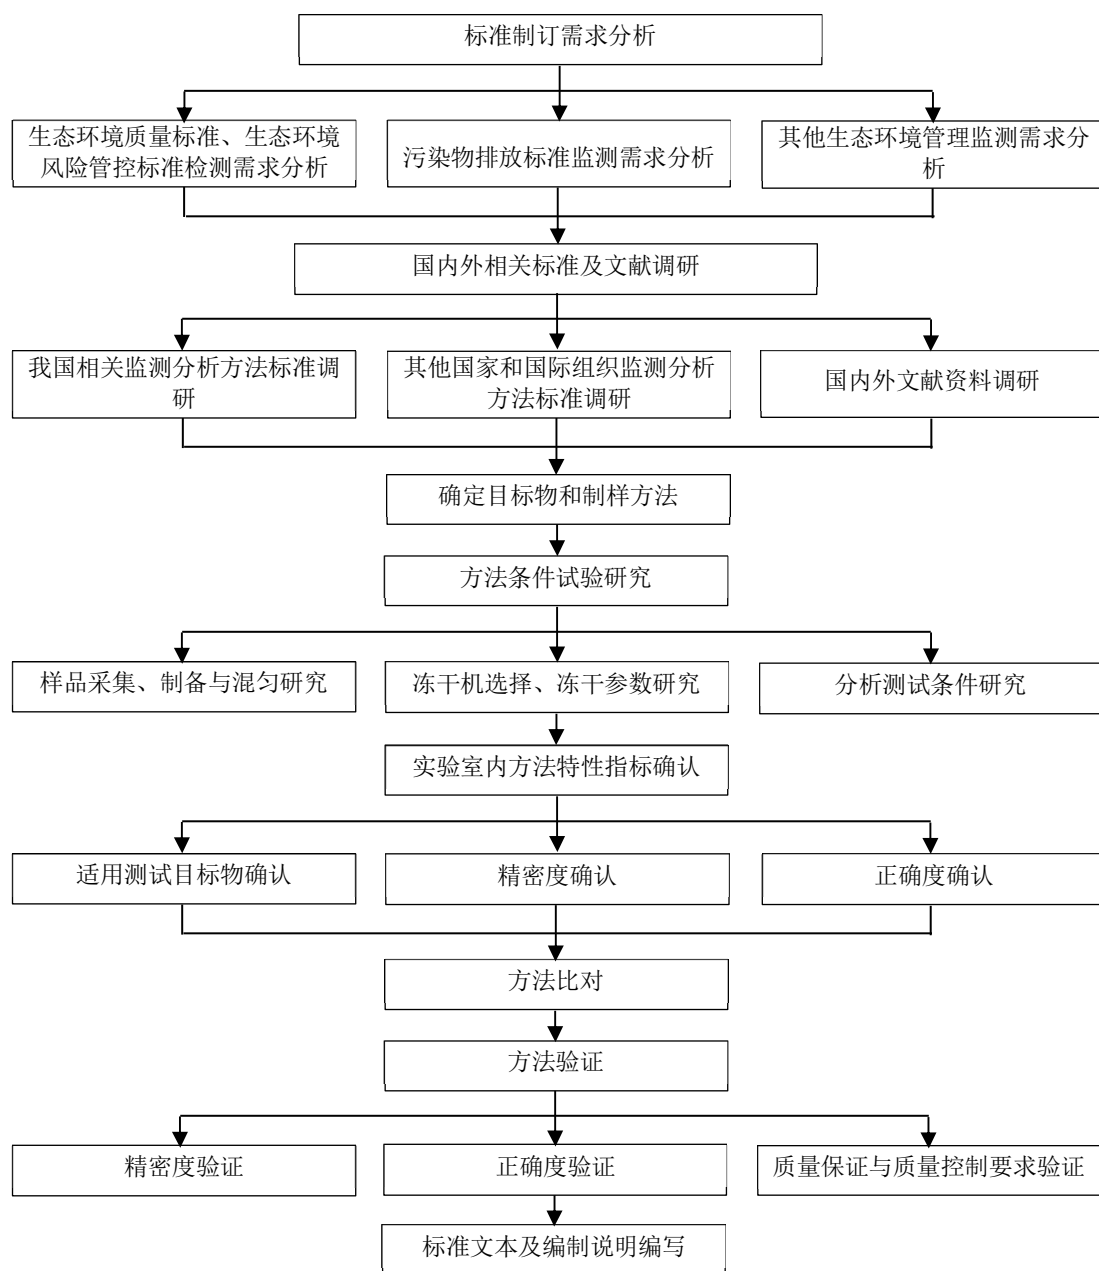 标准制订需求分析
生态环境质量标准、生态环境
风险管控标准检测需求分析
污染物排放标准监测需求分析
其他生态环境管理监测需求分
析
国内外相关标准及文献调研
我国相关监测分析方法标准调
研
其他国家和国际组织监测分析
方法标准调研
国内外文献资料调研
确定目标物和制样方法
方法条件试验研究
样品采集、制备与混匀研究
冻干机选择、冻干参数研究
分析测试条件研究
实验室内方法特性指标确认
适用测试目标物确认
精密度确认
正确度确认
方法比对
方法验证
精密度验证
正确度验证
质量保证与质量控制要求验证
标准文本及编制说明编写